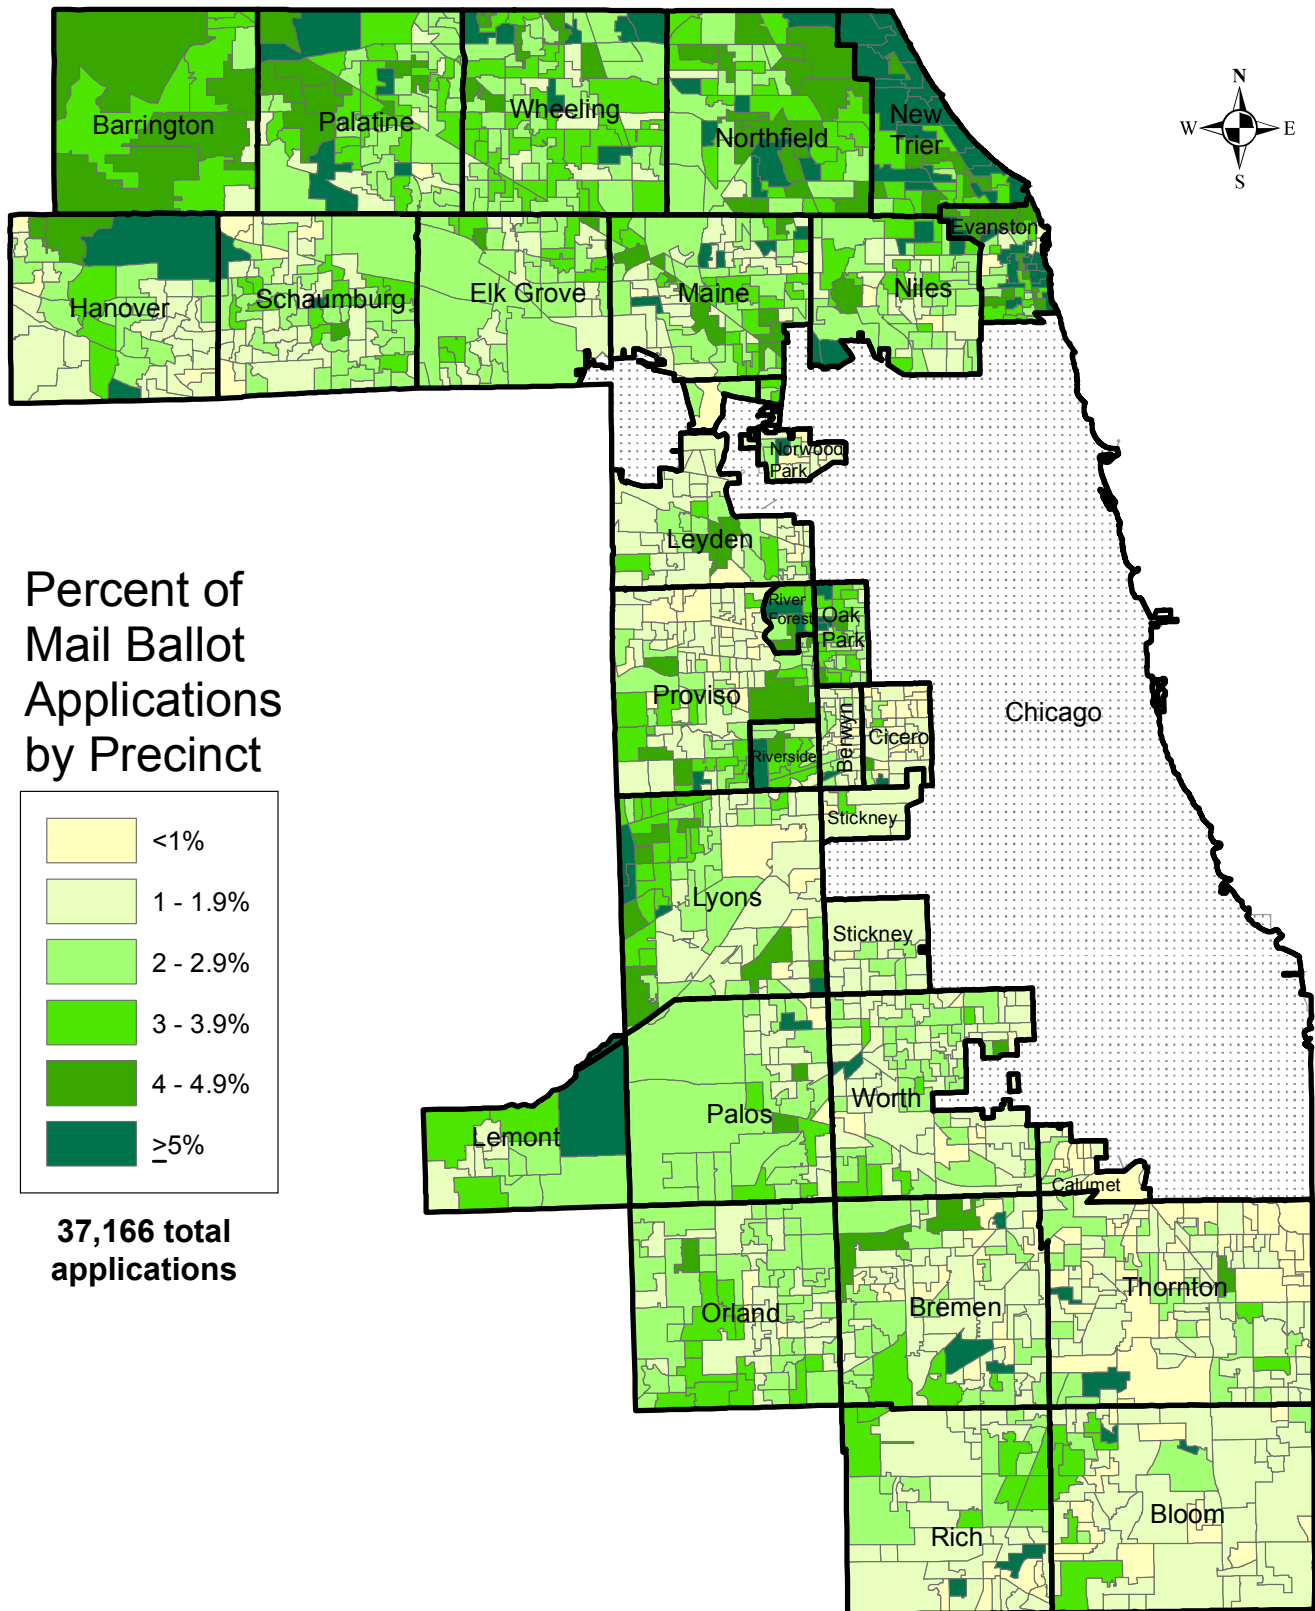 N
W E
S
Barrington
Palatine
Wheeling
Northfield
New
Trier
Evanston
Hanover
Schaumburg
Elk Grove
Maine
Niles
Norwood
Park
Leyden
River
Forest
Oak
Park
Proviso
Berwyn
Cicero
Riverside
Chicago
Stickney
Lyons
Stickney
Palos
Worth
Lemont
Calumet
Orland
Bremen
Thornton
Rich
Bloom
Percent of
Mail Ballot
Applications
by Precinct
<1%
1 - 1.9%
2 - 2.9%
3 - 3.9%
4 - 4.9%
≥5%
37,166 total
applications